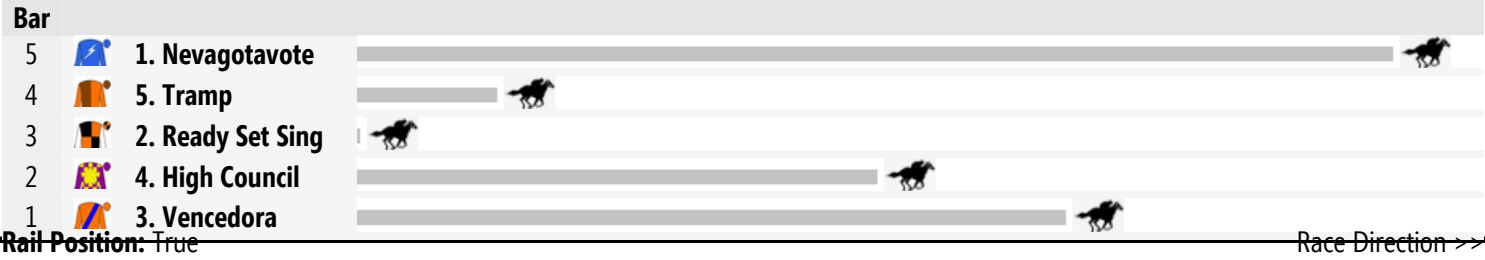 Bar
5 1. Nevagotavote
4 5. Tramp
3 2. Ready Set Sing
2 4. High Council
1 3. Vencedora
Rail Position: True Race Direction >>